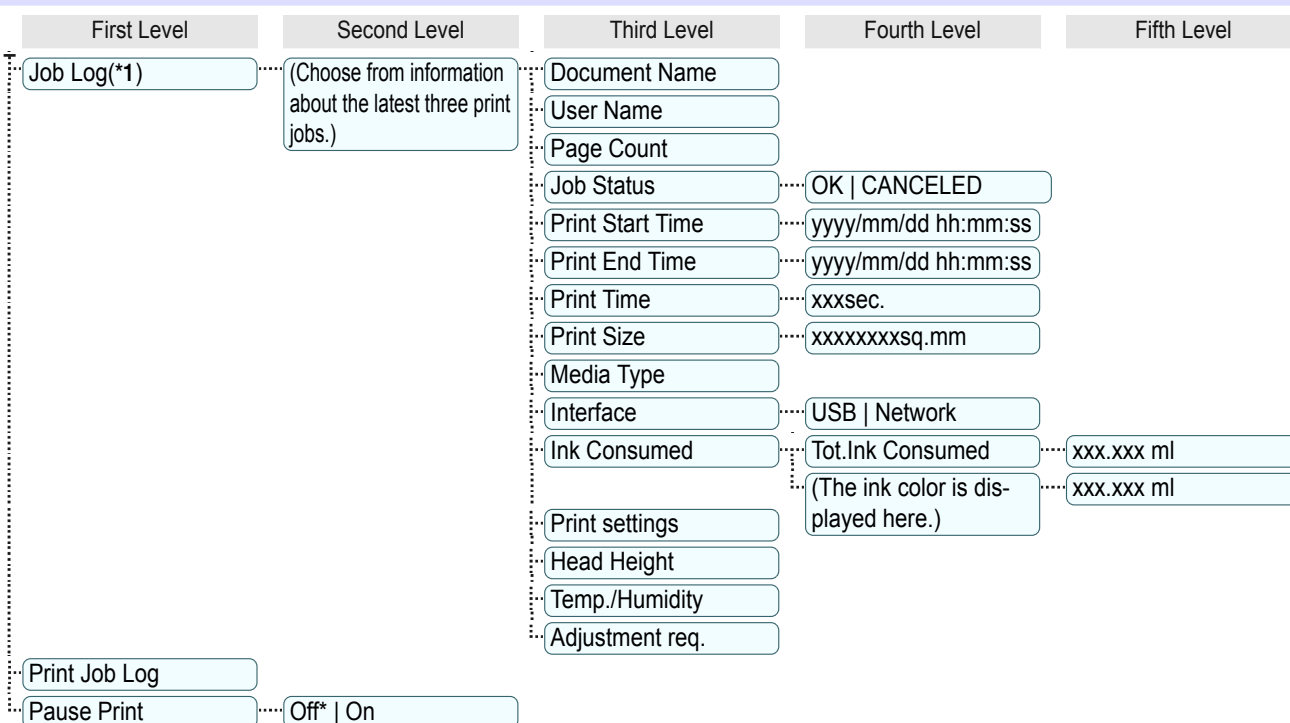 First Level Second Level Third Level Fourth Level Fifth Level
Job Log(*1) (Choose from information Document Name
about the latest three print
jobs.)
User Name
Page Count
Job Status OK | CANCELED
Print Start Time yyyy/mm/dd hh:mm:ss
Print End Time yyyy/mm/dd hh:mm:ss
Print Time xxxsec.
Print Size xxxxxxxxsq.mm
Media Type
Interface USB | Network
Ink Consumed Tot.Ink Consumed xxx.xxx ml
(The ink color is dis- xxx.xxx ml
played here.)
Print settings
Head Height
Temp./Humidity
Adjustment req.
Print Job Log
Pause Print Off* | On